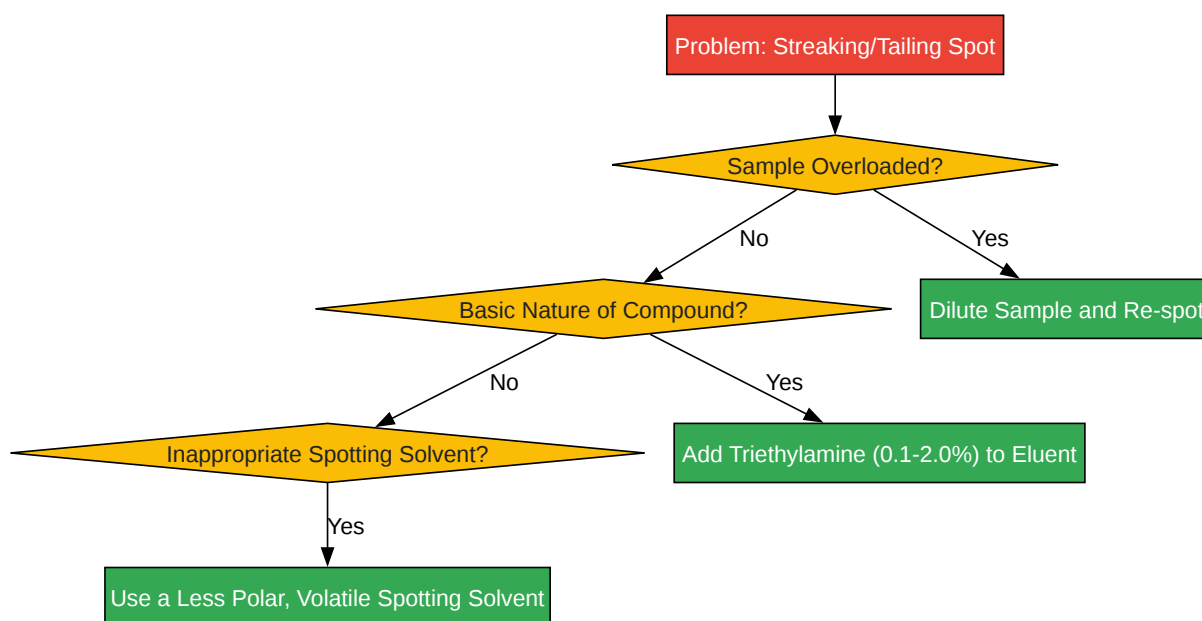 Problem: Streaking/Tailing Spot
Sample Overloaded?
No
Yes
Basic Nature of Compound?
Dilute Sample and Re-spot
No
Yes
Inappropriate Spotting Solvent?
Add Triethylamine (0.1-2.0%) to Eluent
Yes
Use a Less Polar, Volatile Spotting Solvent